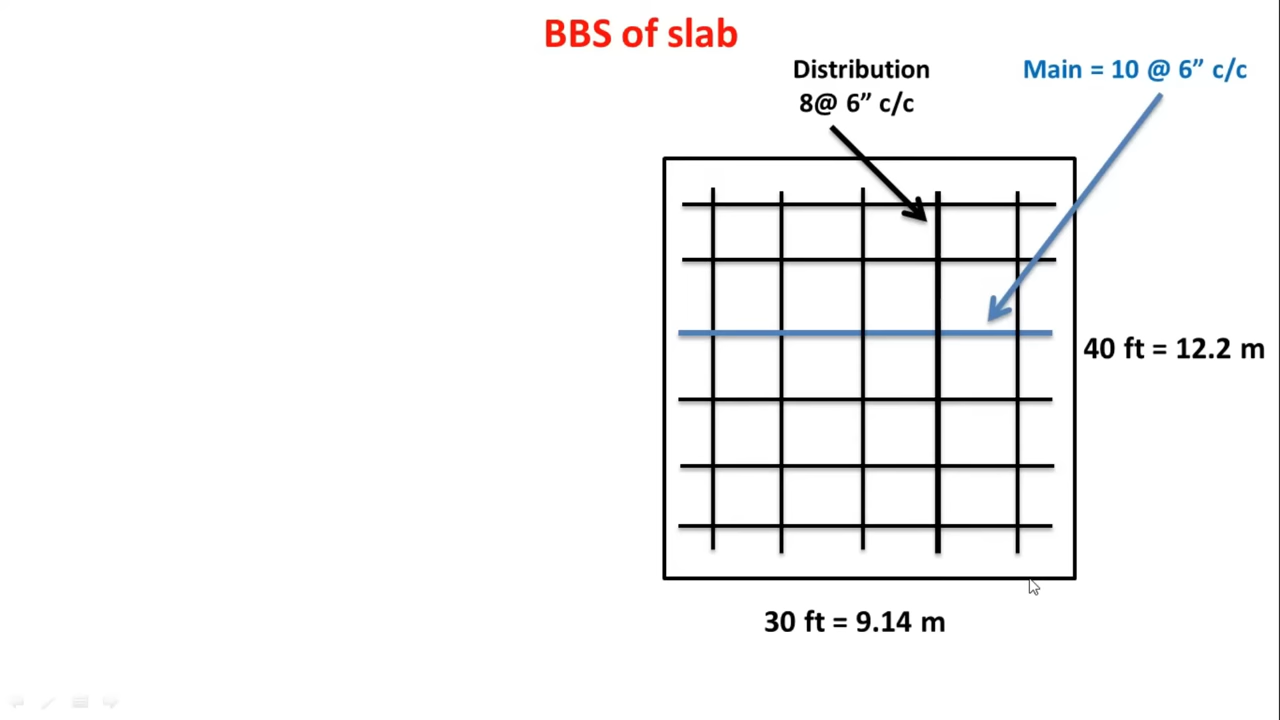 BBS of slab
Distribution
8@ 6” c/c
Main = 10 @ 6” c/c
40 ft = 12.2 m
30 ft = 9.14 m